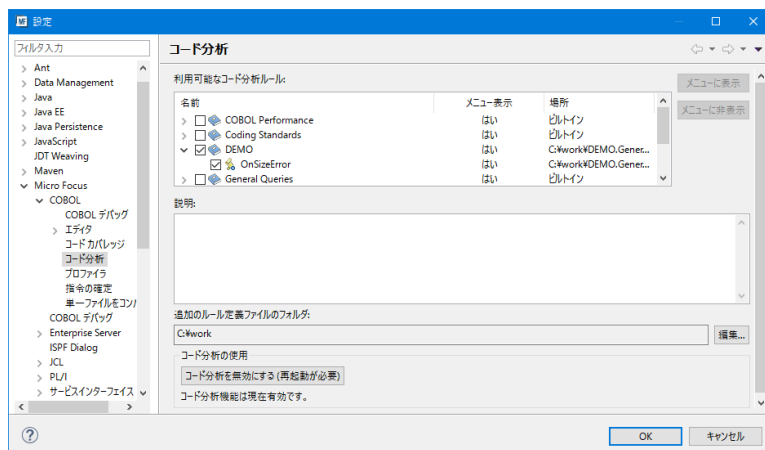 設定
フィルタ入力
Ant
Data Management
Java
Java EE
Java Persistence
JavaScript
JDT Weaving
Maven
Micro Focus
COBOL
COBOL デバッグ
エディタ
コード カバレッジ
コード分析
プロファイラ
指令の確定
単一ファイルをコンパ
COBOL デバッグ
Enterprise Server
ISPF Dialog
JCL
PL/I
サービスインターフェイス
コード分析
利用可能なコード分析ルール:
名前 メニュー表示 場所
COBOL Performance はい ビルトイン
Coding Standards はい ビルトイン
DEMO はい C:¥work¥DEMO.Gener...
OnSizeError はい C:¥work¥DEMO.Gener...
General Queries はい ビルトイン
メニューに表示
メニューに非表示
説明:
追加のルール定義ファイルのフォルダ:
C:¥work
編集...
コード分析の使用
コード分析を無効にする (再起動が必要)
コード分析機能は現在有効です。
OK
キャンセル